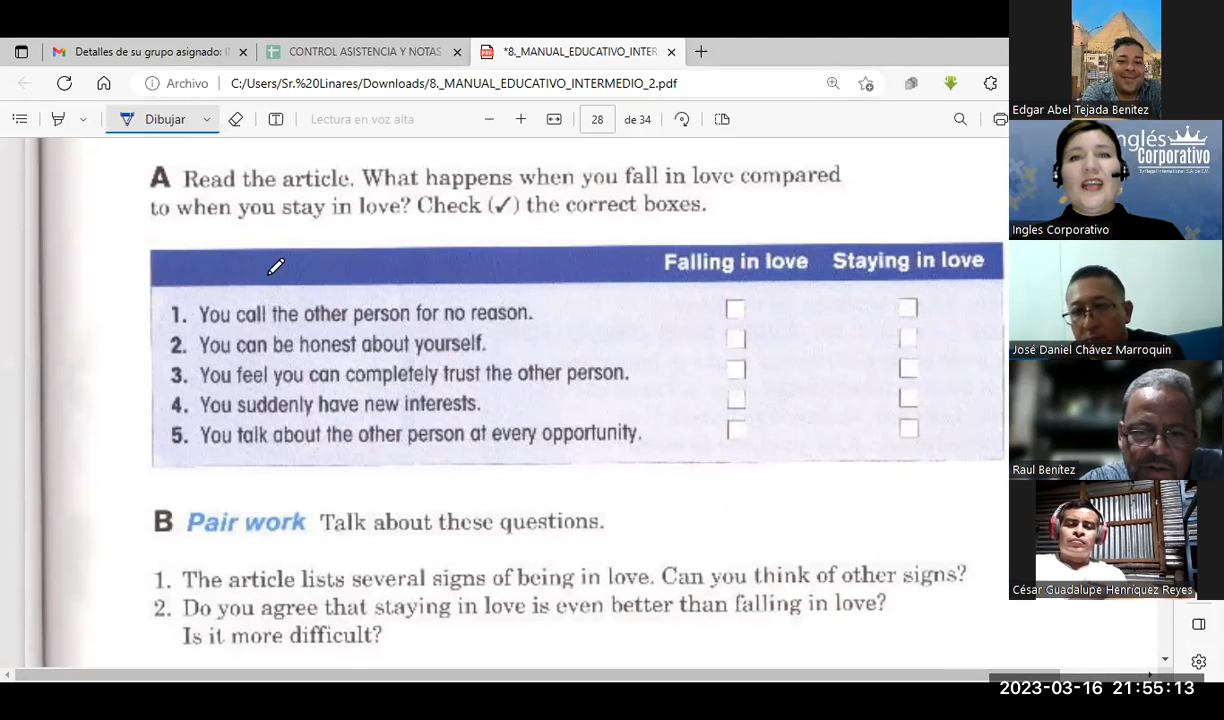 Detalles de su grupo asignado: I
CONTROL ASISTENCIA Y NOTAS
*8._MANUAL_EDUCATIVO_INTER
Archivo
C:/Users/Sr.%20Linares/Downloads/8._MANUAL_EDUCATIVO_INTERMEDIO_2.pdf
Dibujar
Lectura en voz alta
28
de 34
A Read the article. What happens when you fall in love compared
to when you stay in love? Check (✓) the correct boxes.
Falling in love Staying in love
1. You call the other person for no reason.
2. You can be honest about yourself.
3. You feel you can completely trust the other person.
4. You suddenly have new interests.
5. You talk about the other person at every opportunity.
B Pair work Talk about these questions.
1. The article lists several signs of being in love. Can you think of other signs?
2. Do you agree that staying in love is even better than falling in love?
Is it more difficult?
Edgar Abel Tejada Benítez
nglés
Corporativo
Ingles Corporativo
José Daniel Chávez Marroquin
Raul Benítez
César Guadalupe Henríquez Reyes
2023-03-16 21:55:13